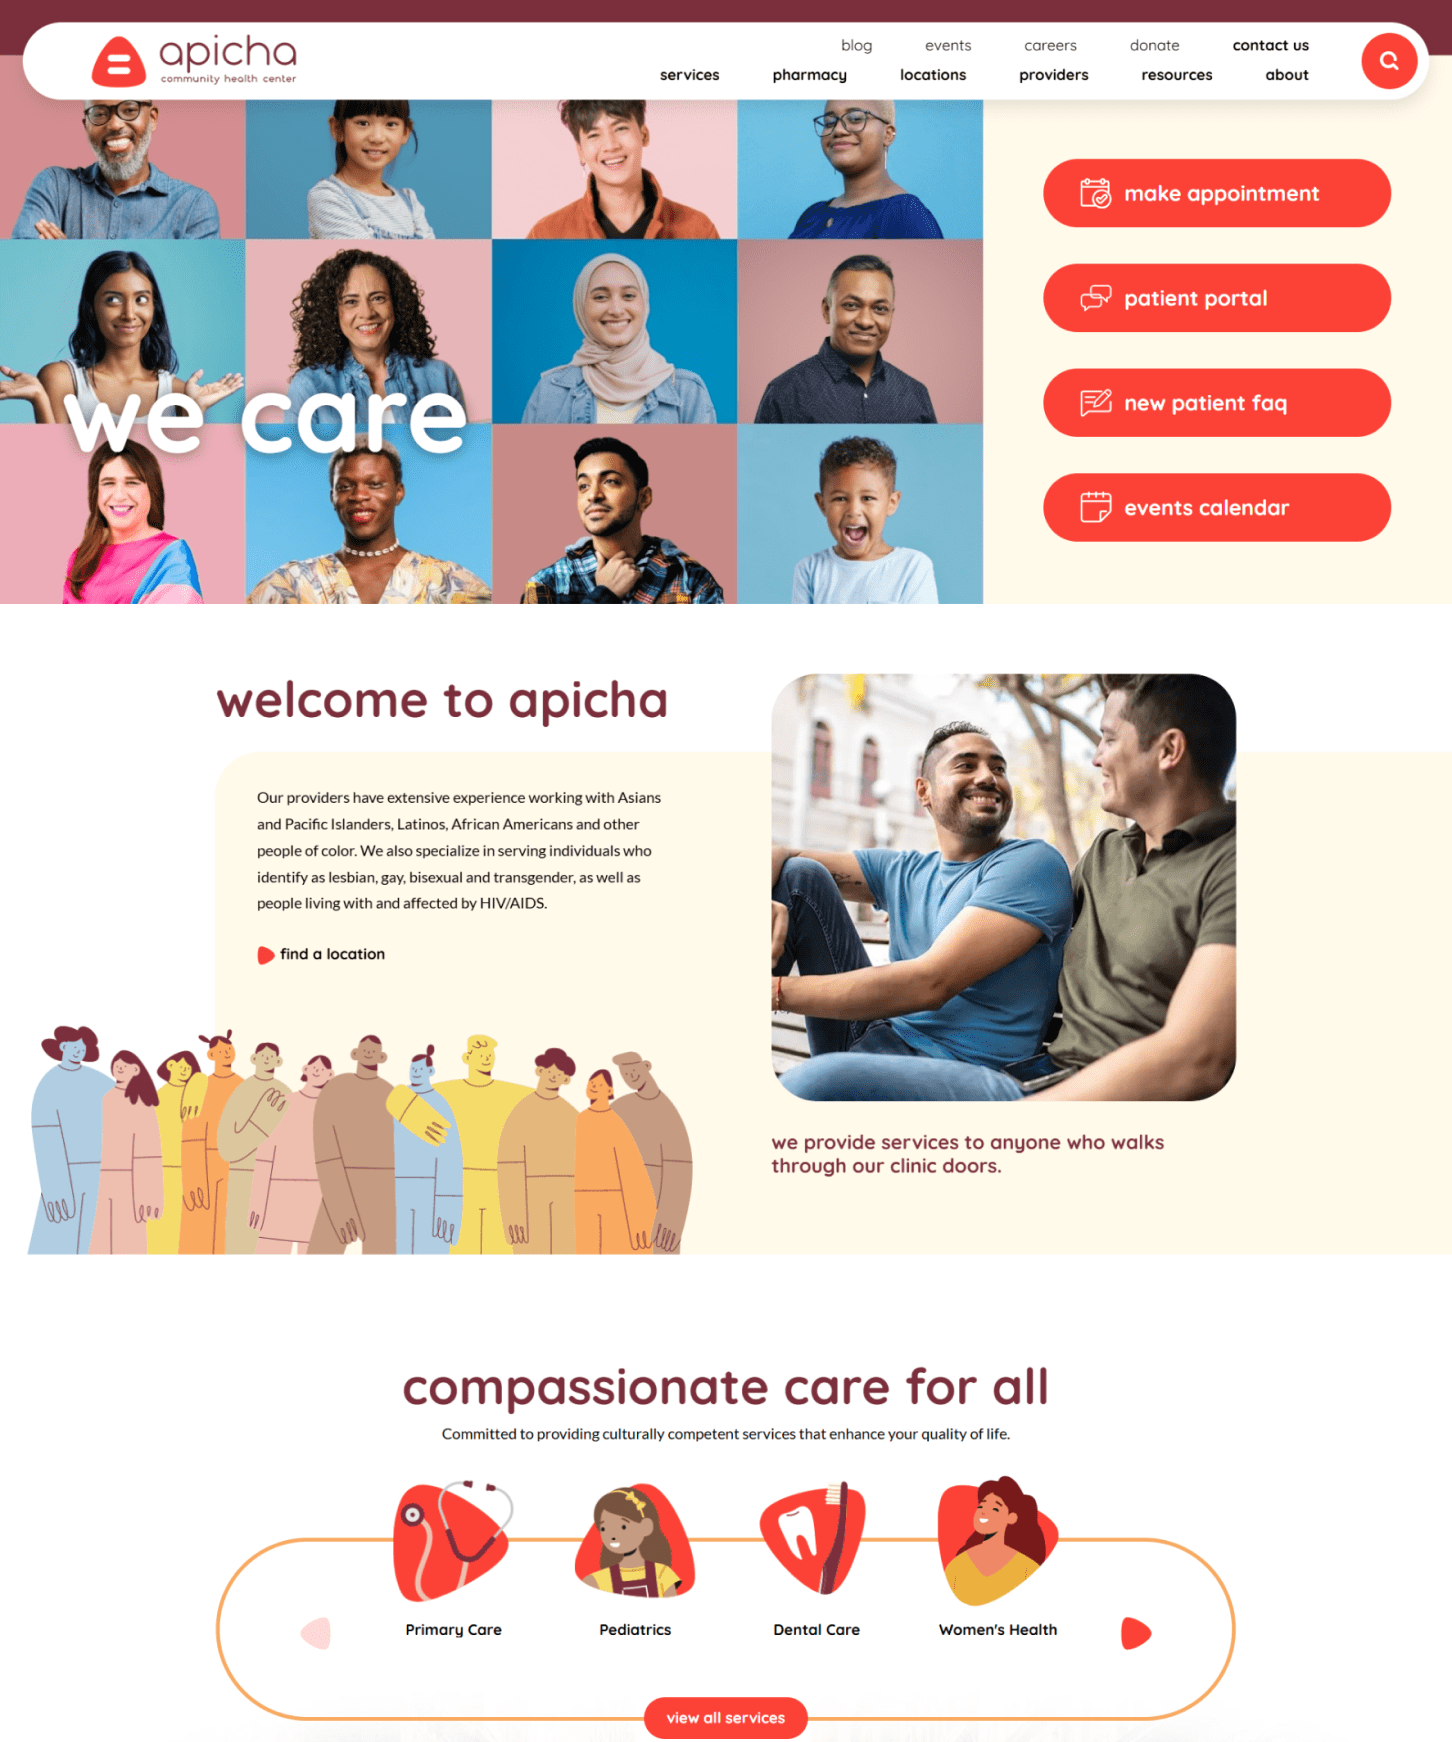 apicha
community health center
blog events careers donate contact us
services pharmacy locations providers resources about
make appointment
patient portal
new patient faq
events calendar
we care
welcome to apicha
Our providers have extensive experience working with Asians
and Pacific Islanders, Latinos, African Americans and other
people of color. We also specialize in serving individuals who
identify as lesbian, gay, bisexual and transgender, as well as
people living with and affected by HIV/AIDS.
find a location
we provide services to anyone who walks
through our clinic doors.
compassionate care for all
Committed to providing culturally competent services that enhance your quality of life.
Primary Care Pediatrics Dental Care Women's Health
view all services